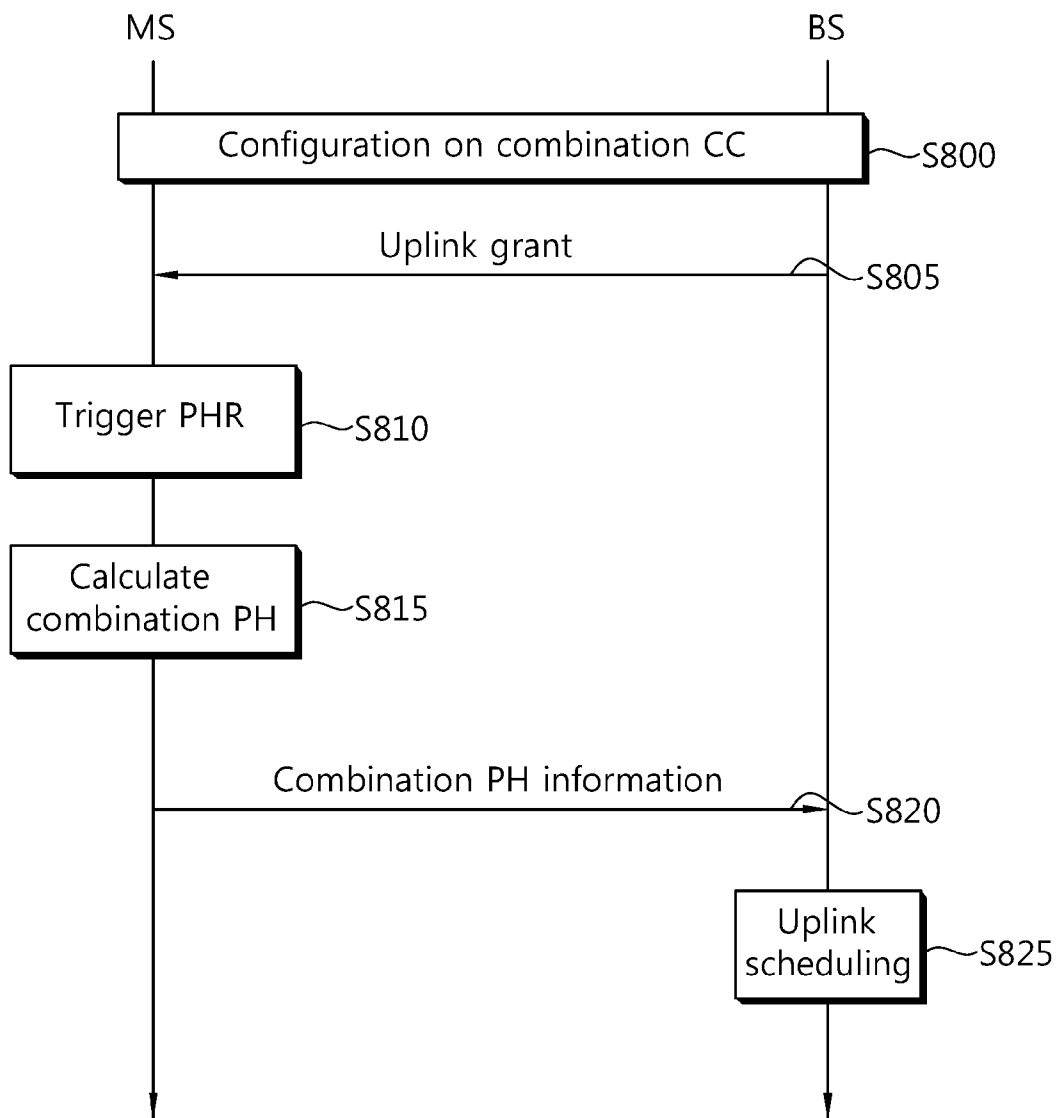 MS
BS
Configuration on combination CC
S800
Uplink grant
S805
Trigger PHR
S810
Calculate
combination PH
S815
Combination PH information
S820
Uplink
scheduling
S825